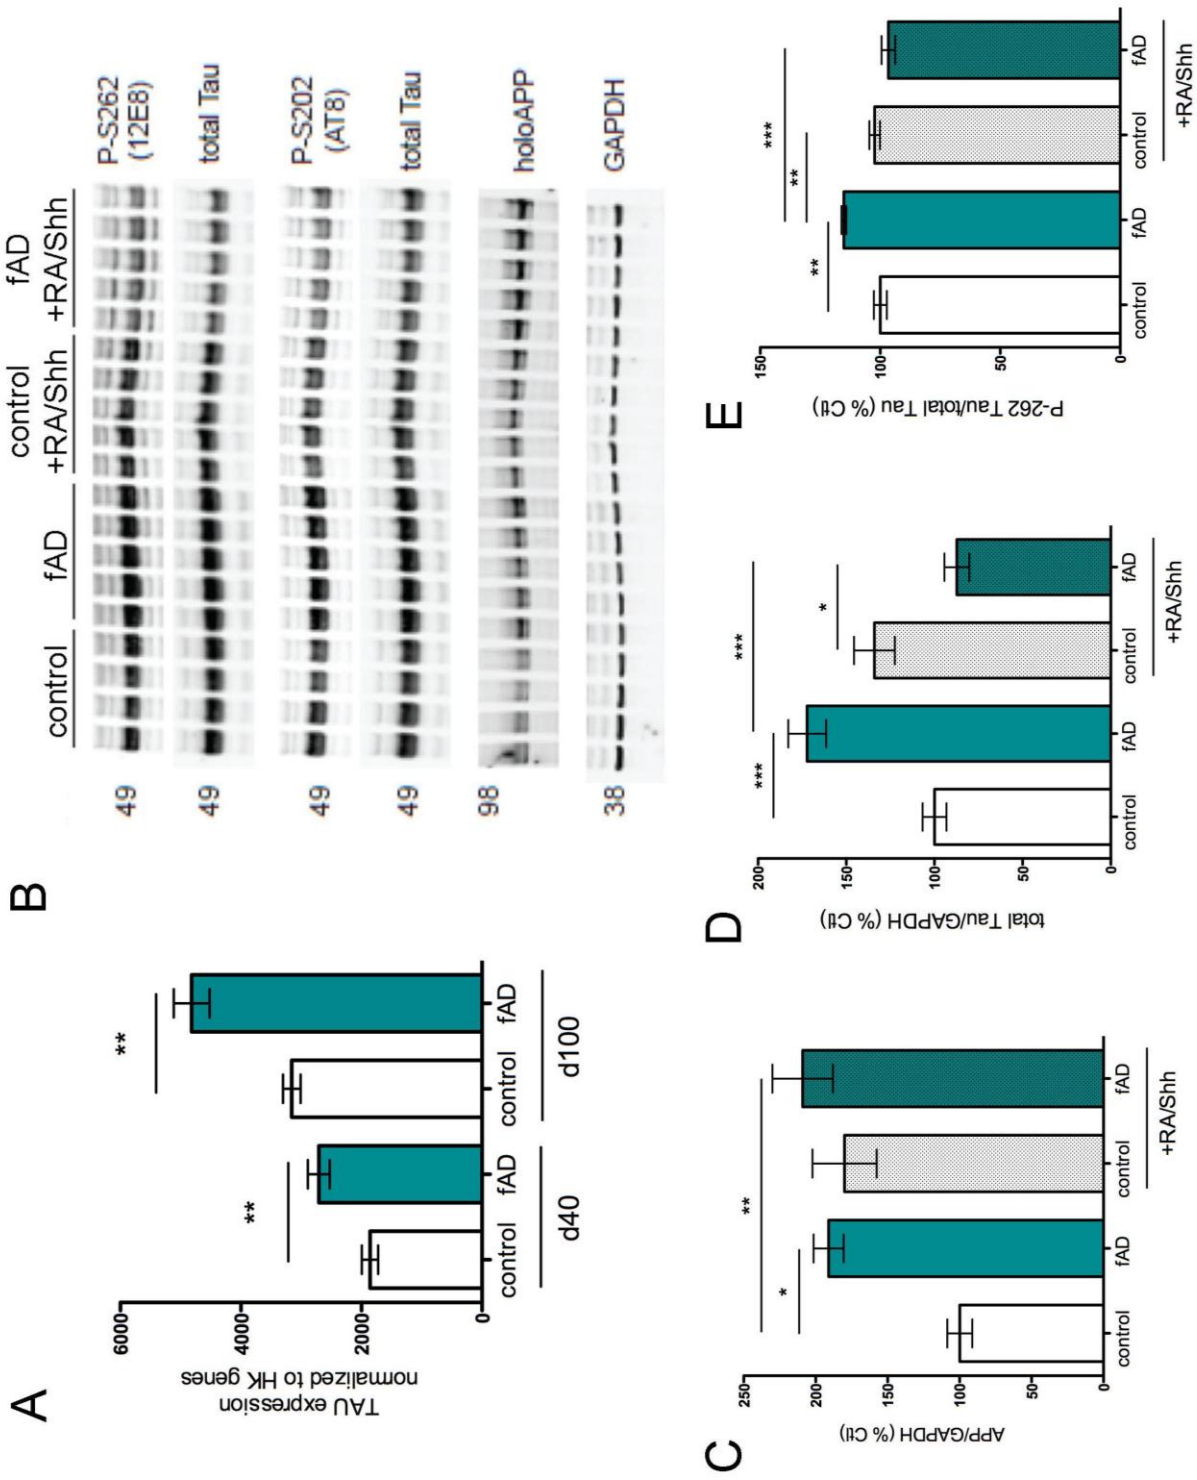 A
TAU expression
normalized to HK genes
6000
4000
2000
0
**
**
control
fAD
control
fAD
d40
d100
B
control
fAD
control
+RA/Shh
fAD
+RA/Shh
49
P-S262
(12E8)
49
total Tau
49
P-S202
(AT8)
49
total Tau
98
holoAPP
38
GAPDH
C
APP/GAPDH (% Ctl)
250
200
150
100
50
0
**
*
control
fAD
control
fAD
+RA/Shh
D
total Tau/GAPDH (% Ctl)
200
150
100
50
0
***
***
*
control
fAD
control
fAD
+RA/Shh
E
P-262 Tau/total Tau (% Ctl)
150
100
50
0
***
**
**
control
fAD
control
fAD
+RA/Shh